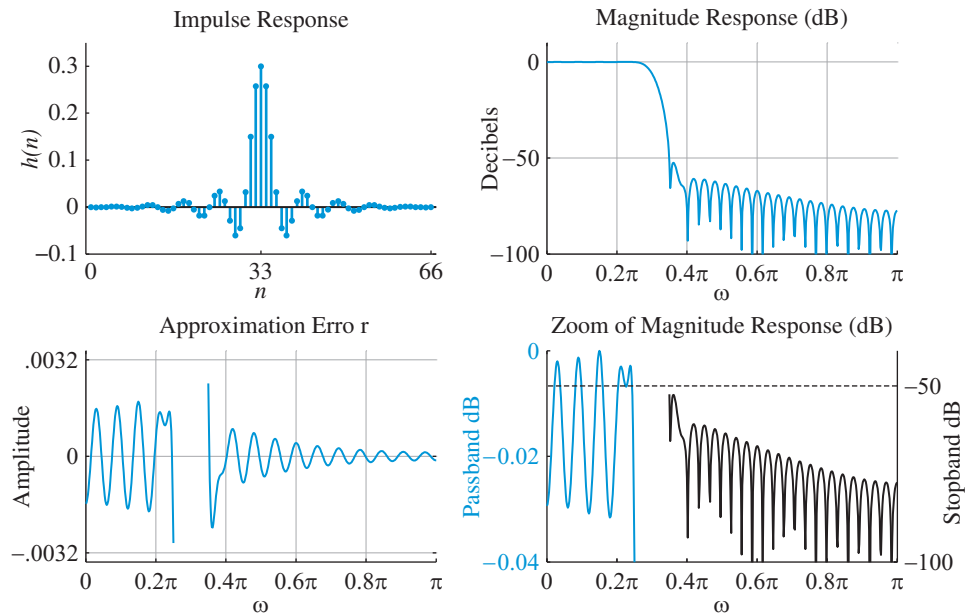 Impulse Response
0.3
0.2
0.1
0
−0.1
h(n)
0
33
66
n
Magnitude Response (dB)
0
−50
−100
Decibels
0
0.2π
0.4π
0.6π
0.8π
π
ω
Approximation Erro r
.0032
0
−.0032
Amplitude
0
0.2π
0.4π
0.6π
0.8π
π
ω
Zoom of Magnitude Response (dB)
0
−0.02
−0.04
Passband dB
−50
−100
Stopband dB
0
0.2π
0.4π
0.6π
0.8π
π
ω